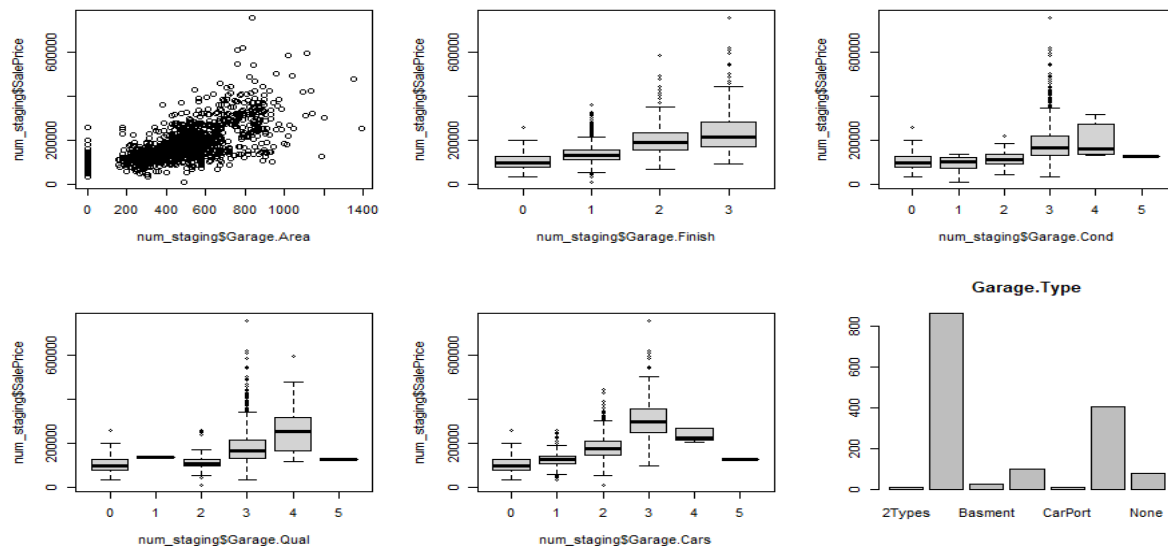 num_staging$SalePrice
600000
200000
0
0 200 400 600 800 1000 1400
num_staging$Garage.Area
num_staging$SalePrice
600000
200000
0
0 1 2 3
num_staging$Garage.Finish
num_staging$SalePrice
600000
200000
0
0 1 2 3 4 5
num_staging$Garage.Cond
num_staging$SalePrice
600000
200000
0
0 1 2 3 4 5
num_staging$Garage.Qual
num_staging$SalePrice
600000
200000
0
0 1 2 3 4 5
num_staging$Garage.Cars
Garage.Type
800
400
200
0
2Types Basment CarPort None